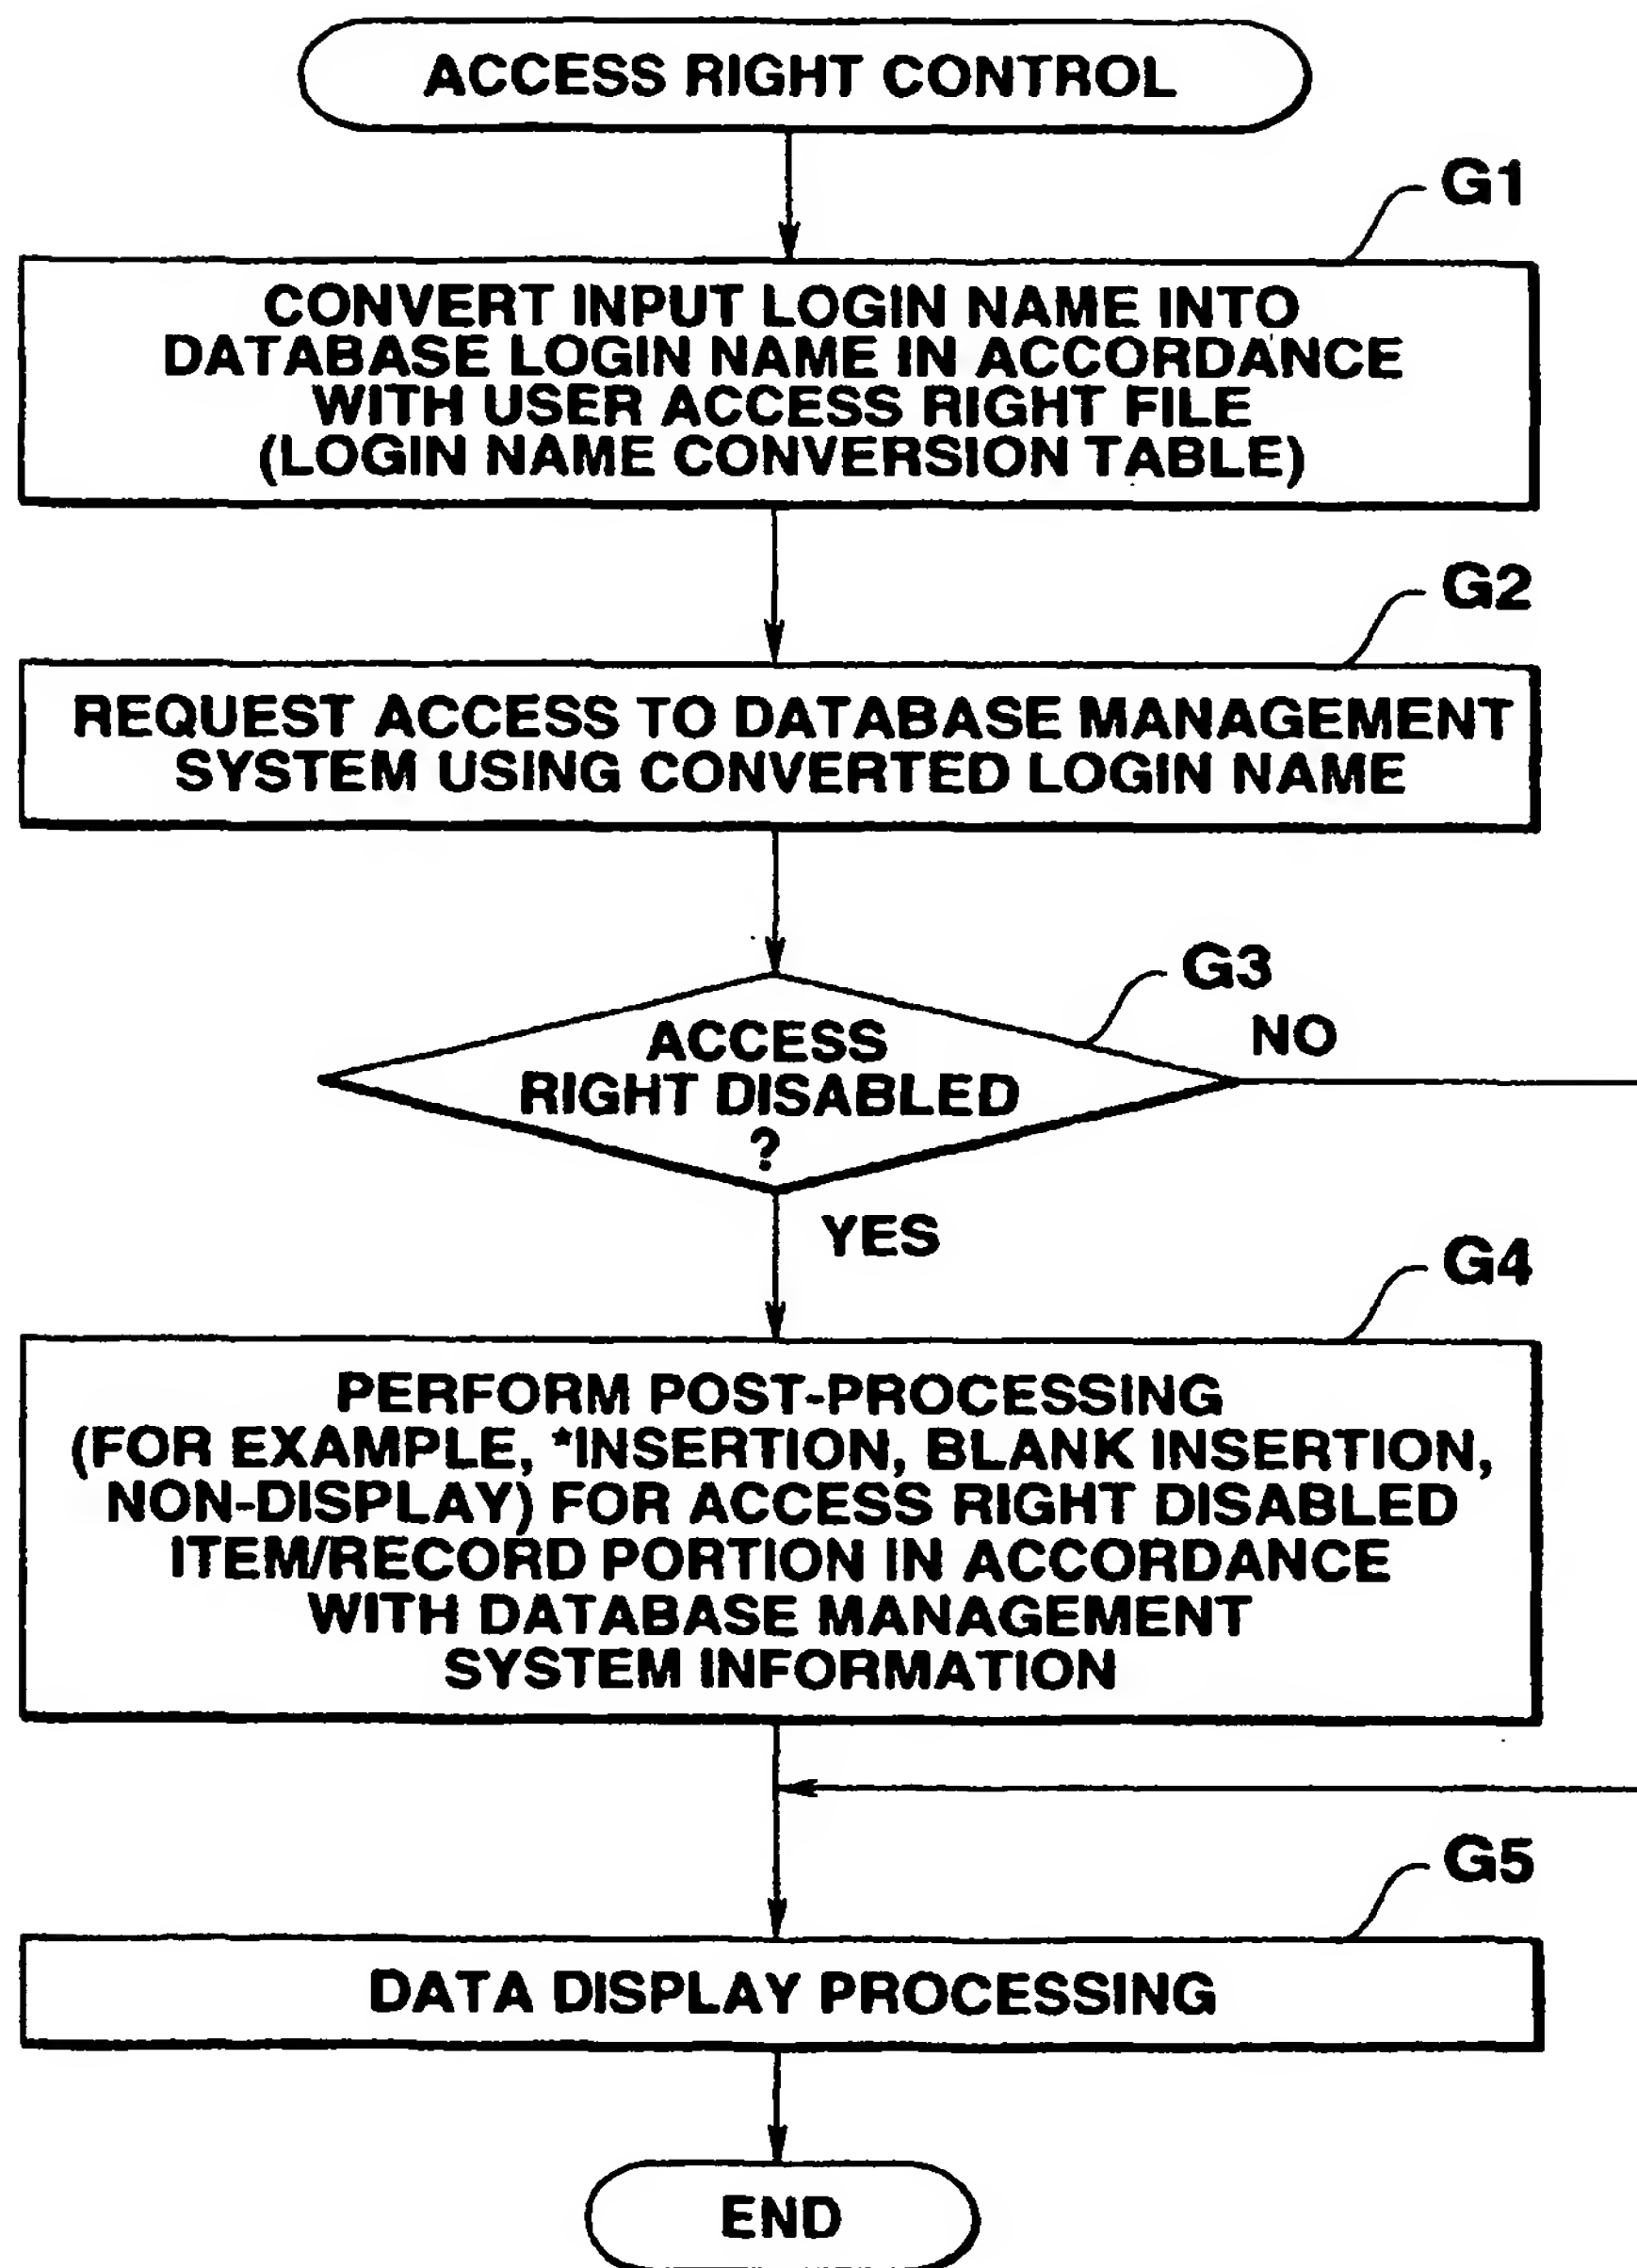 ACCESS RIGHT CONTROL
G1
CONVERT INPUT LOGIN NAME INTO
DATABASE LOGIN NAME IN ACCORDANCE
WITH USER ACCESS RIGHT FILE
(LOGIN NAME CONVERSION TABLE)
G2
REQUEST ACCESS TO DATABASE MANAGEMENT
SYSTEM USING CONVERTED LOGIN NAME
G3
NO
ACCESS
RIGHT DISABLED
?
YES
G4
PERFORM POST-PROCESSING
(FOR EXAMPLE, *INSERTION, BLANK INSERTION,
NON-DISPLAY) FOR ACCESS RIGHT DISABLED
ITEM/RECORD PORTION IN ACCORDANCE
WITH DATABASE MANAGEMENT
SYSTEM INFORMATION
G5
DATA DISPLAY PROCESSING
END